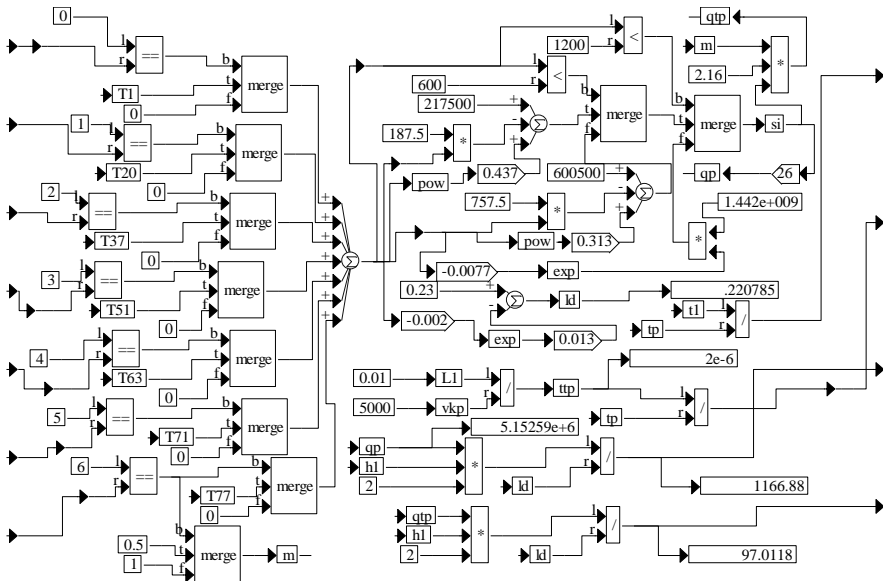 0
l
r
==
b
t
f
merge
T1
0
1
l
r
==
b
t
f
merge
T20
0
2
l
r
==
b
t
f
merge
T37
0
3
l
r
==
b
t
f
merge
T51
0
4
l
r
==
b
t
f
merge
T63
0
5
l
r
==
b
t
f
merge
T71
0
6
l
r
==
b
t
f
merge
T77
0
0.5
1
b
t
f
merge
m
+
+
+
+
+
+
+
Σ
1200
l
r
<
600
l
r
<
217500
+
-
+
Σ
187.5
*
pow
0.437
b
t
f
merge
b
t
f
merge
si
qtp
m
2.16
*
qp
26
600500
+
-
+
Σ
757.5
*
pow
0.313
1.442e+009
*
-0.0077
exp
0.23
+
-
Σ
ld
.220785
-0.002
exp
0.013
t1
tp
l
r
/
2e-6
0.01
L1
5000
vkp
l
r
/
ttp
tp
l
r
/
5.15259e+6
qp
h1
2
*
ld
l
r
/
1166.88
qtp
h1
2
*
ld
l
r
/
97.0118